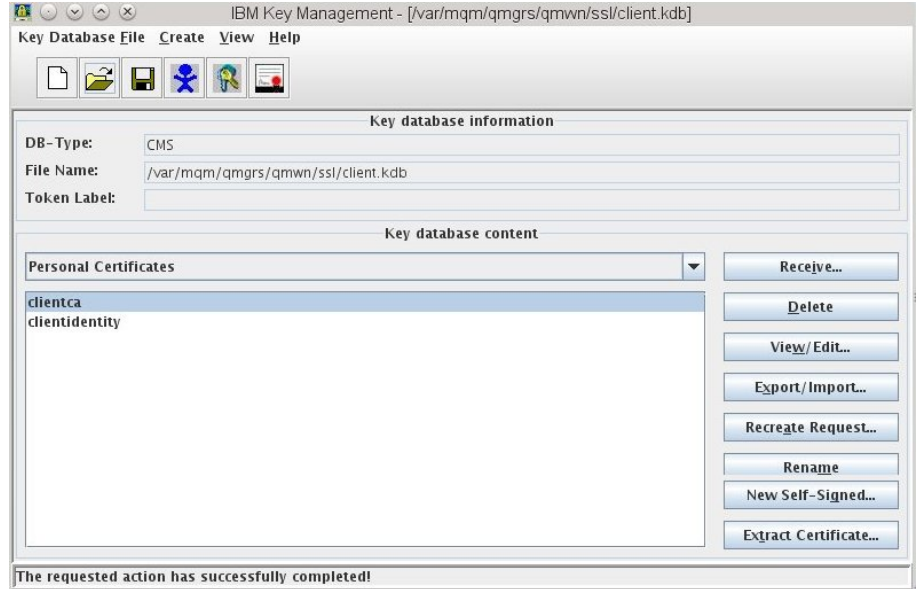 IBM Key Management - [/var/mqm/qmgrs/qmwn/ssl/client.kdb]
Key Database File Create View Help
Key database information
DB-Type: CMS
File Name: /var/mqm/qmgrs/qmwn/ssl/client.kdb
Token Label:
Key database content
Personal Certificates
Receive...
clientca
clientidentity
Delete
View/Edit...
Export/Import...
Recreate Request...
Rename
New Self-Signed...
Extract Certificate...
The requested action has successfully completed!